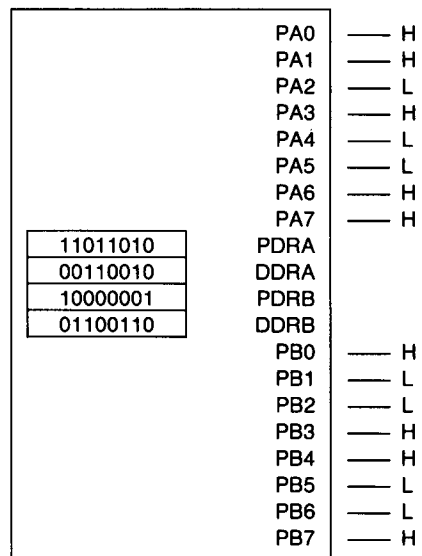 PA0 H
PA1 H
PA2 L
PA3 H
PA4 L
PA5 L
PA6 H
PA7 H
11011010 PDRA
00110010 DDRA
10000001 PDRB
01100110 DDRB
PB0 H
PB1 L
PB2 L
PB3 H
PB4 H
PB5 L
PB6 L
PB7 H